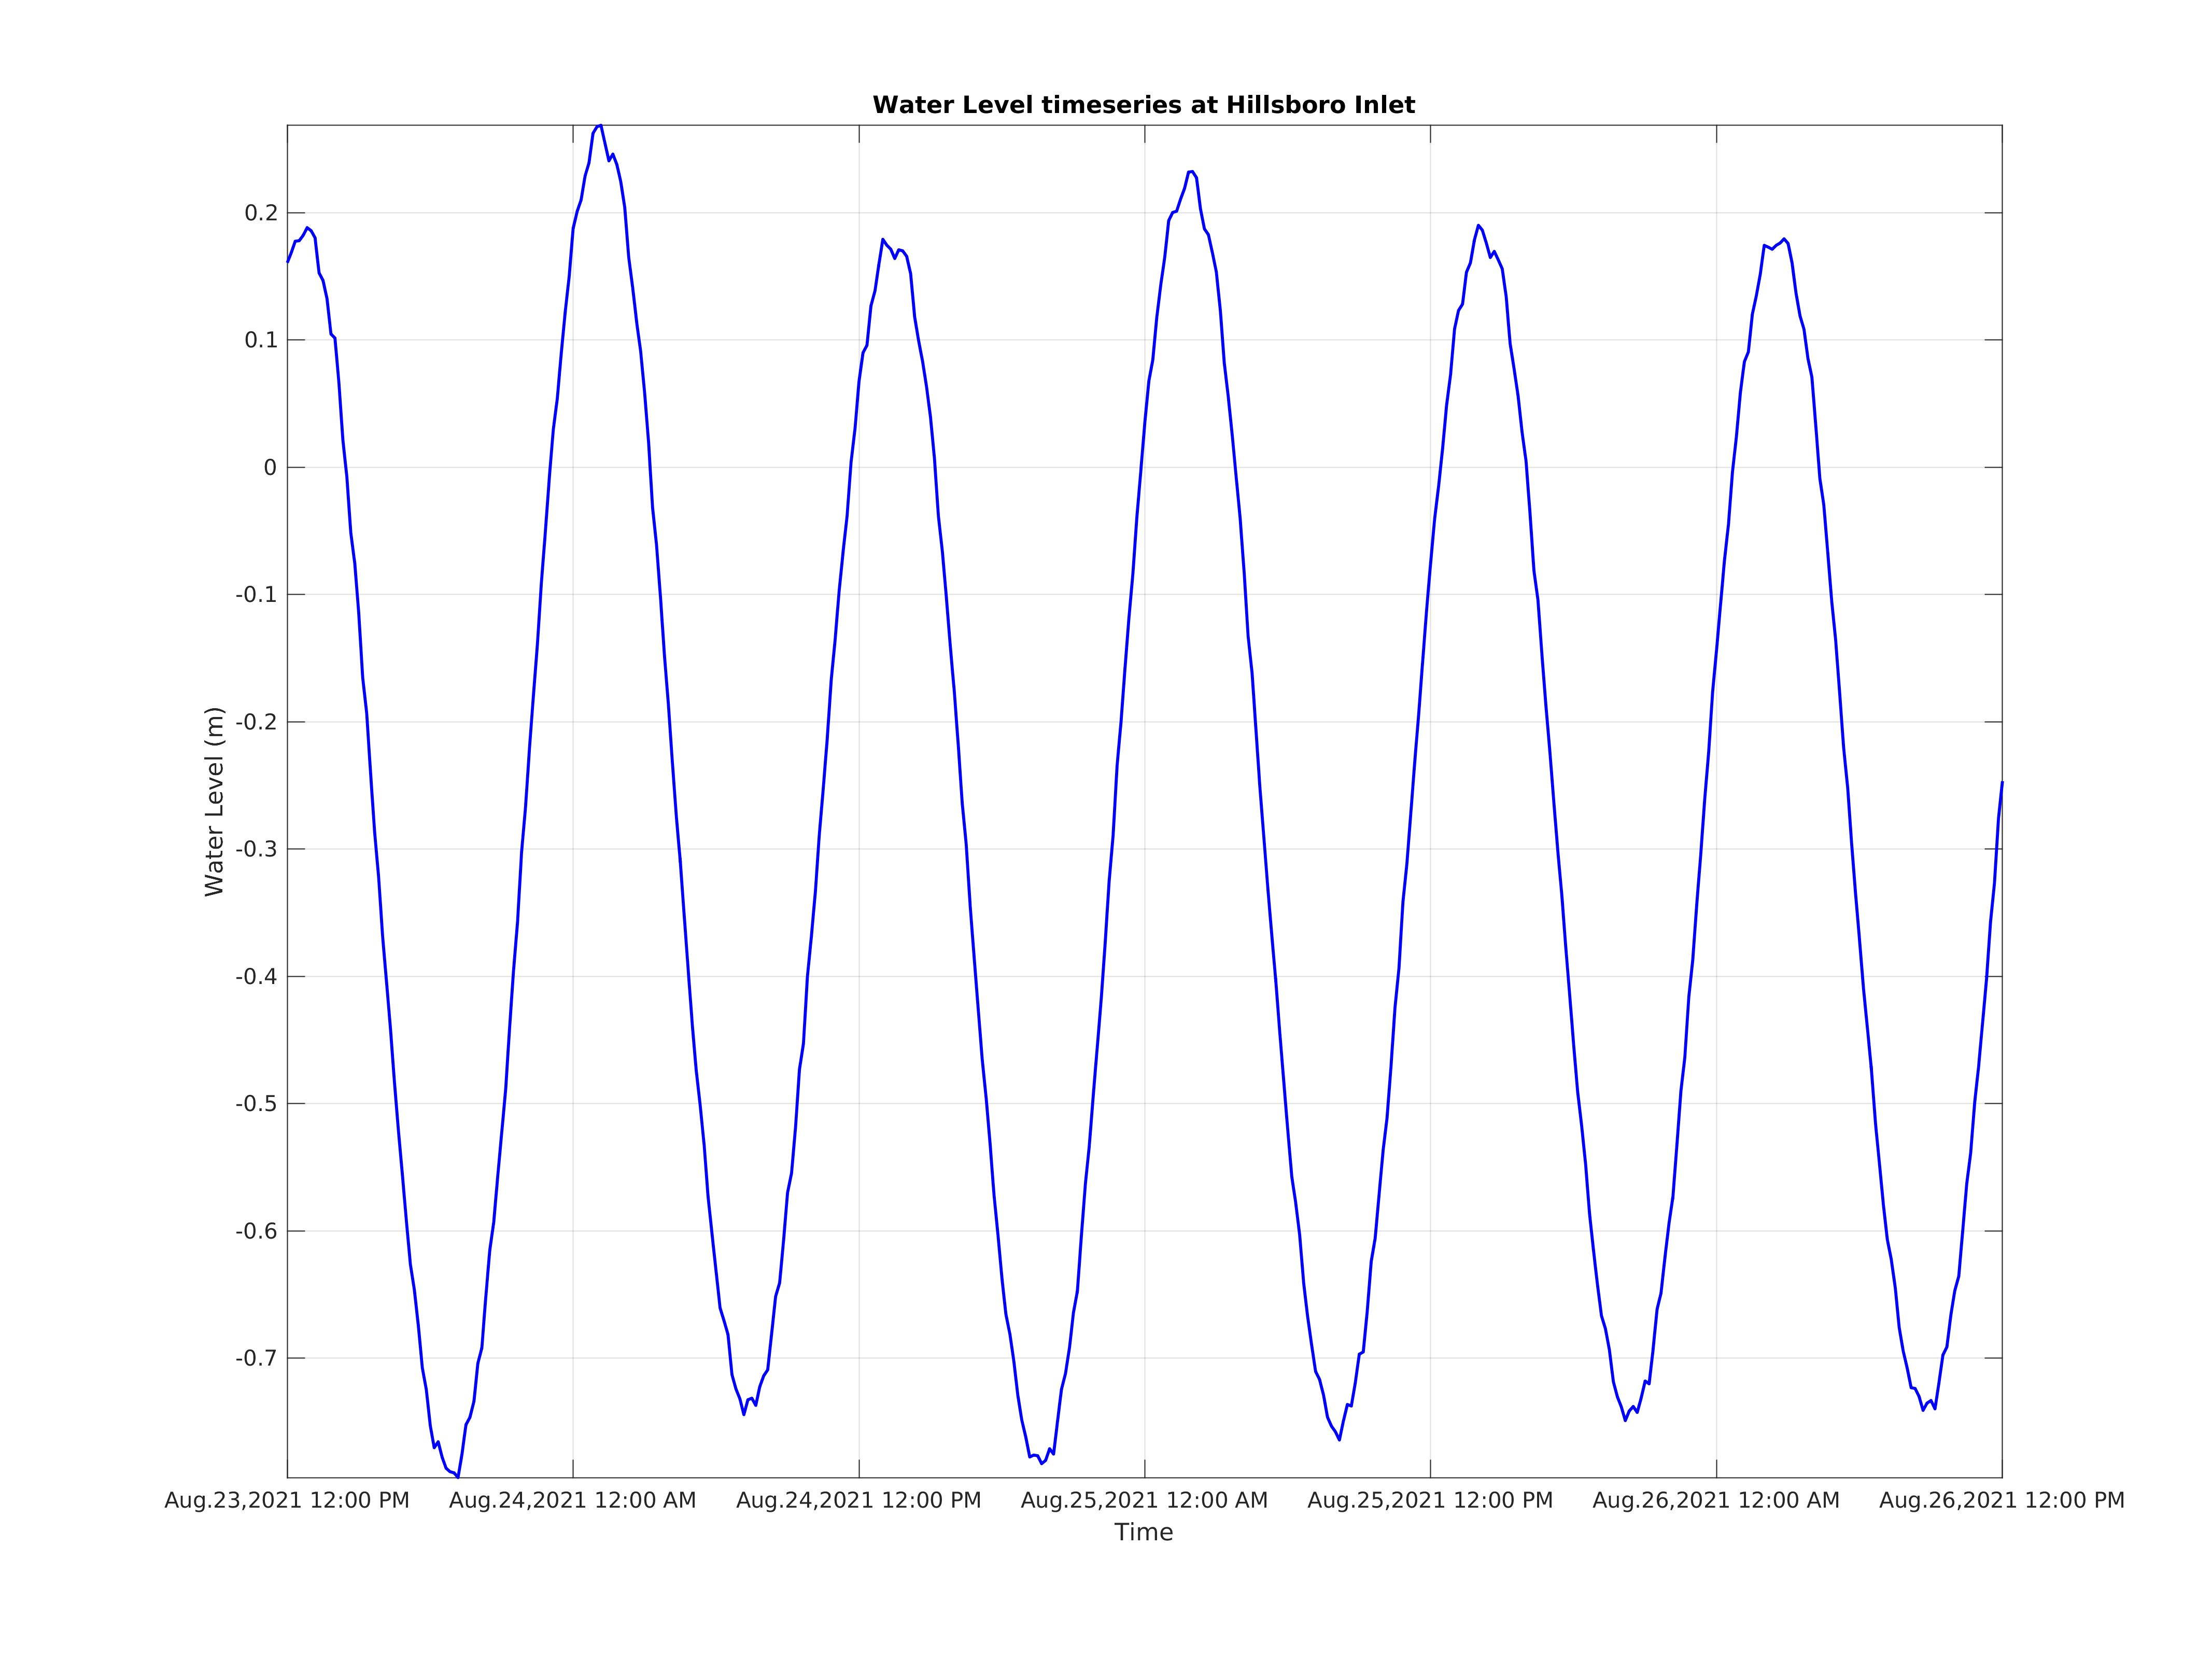 Water Level timeseries at Hillsboro Inlet
0.2
0.1
0
-0.1
-0.2
-0.3
-0.4
-0.5
-0.6
-0.7
Water Level (m)
Aug.23,2021 12:00 PM
Aug.24,2021 12:00 AM
Aug.24,2021 12:00 PM
Aug.25,2021 12:00 AM
Aug.25,2021 12:00 PM
Aug.26,2021 12:00 AM
Aug.26,2021 12:00 PM
Time